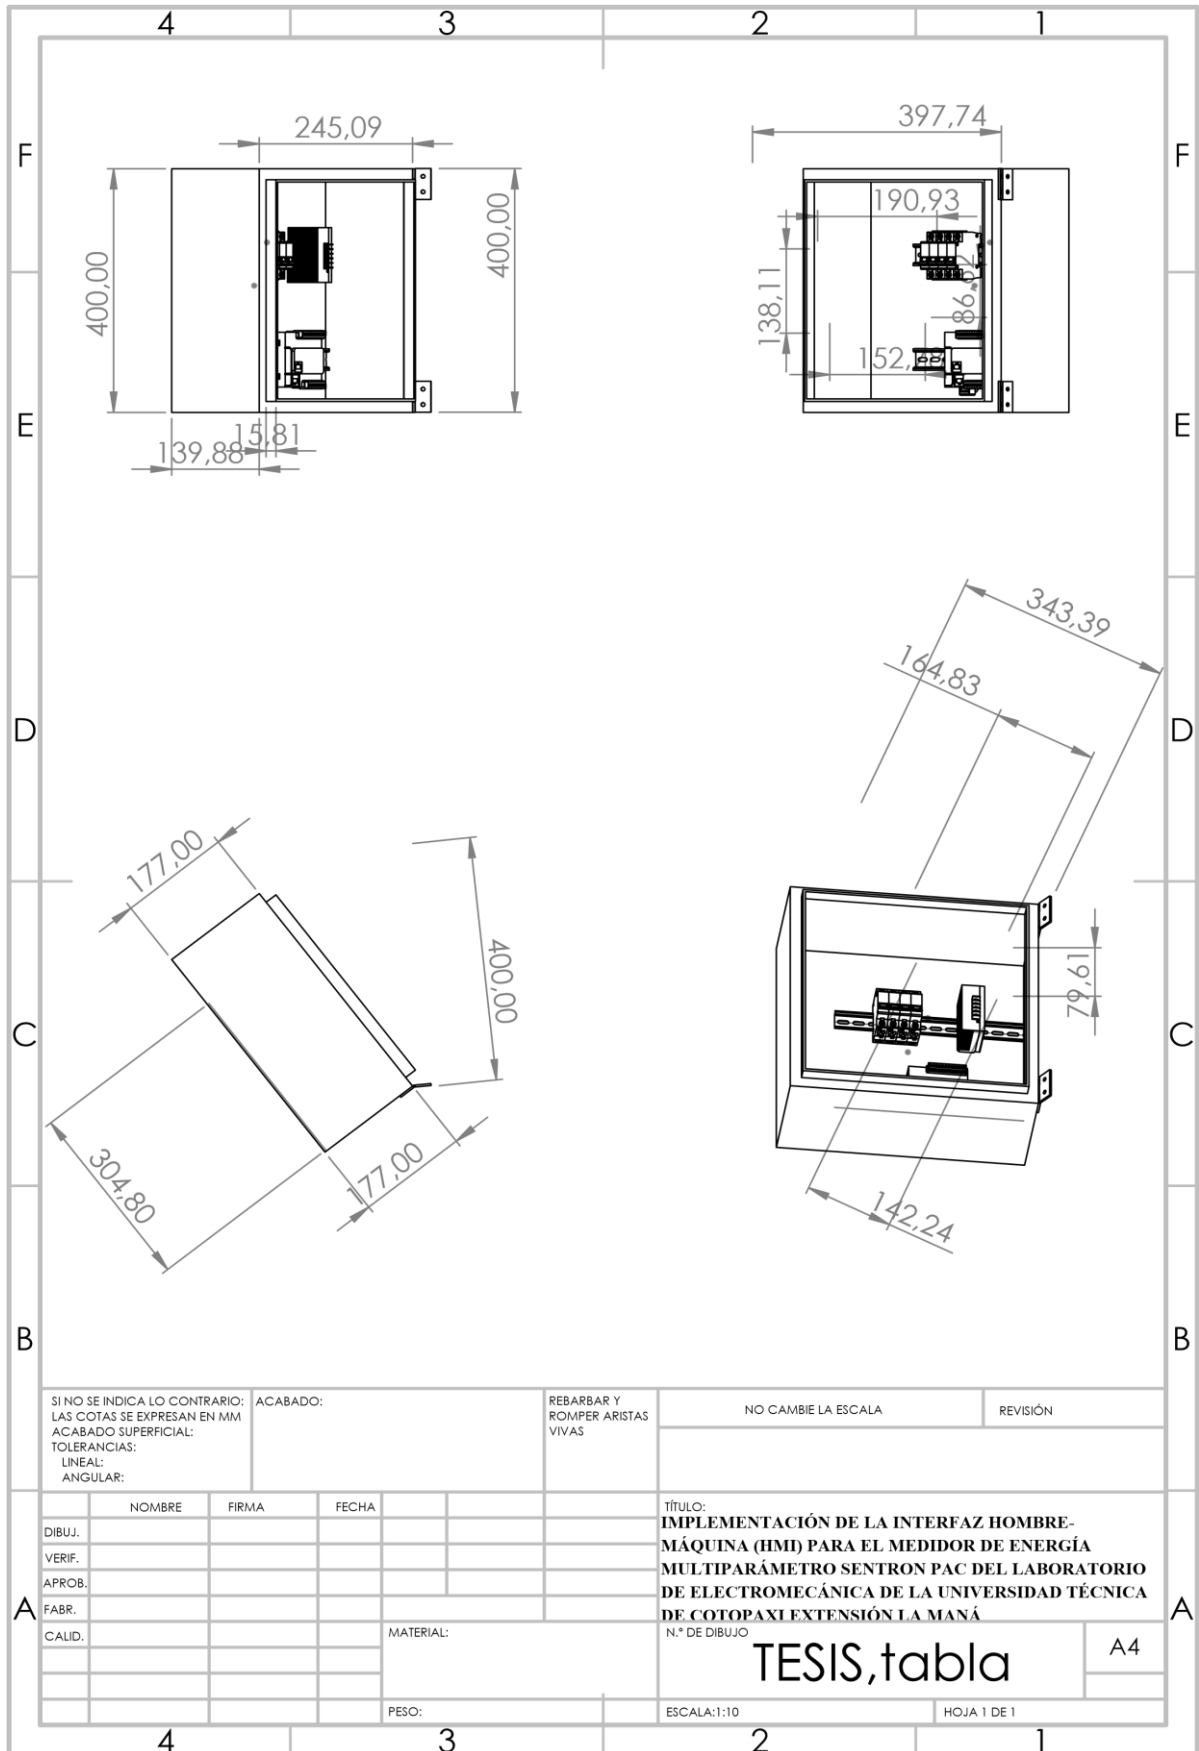 4 3 2 1
F
F
245,09
397,74
400,00
400,00
190,93
138,11
86,62
152,
15,81
139,88
E
E
343,39
164,83
D
D
177,00
400,00
79,61
C
C
304,80
177,00
142,24
B
B
SI NO SE INDICA LO CONTRARIO:
LAS COTAS SE EXPRESAN EN MM
ACABADO SUPERFICIAL:
TOLERANCIAS:
LINEAL:
ANGULAR:
ACABADO:
REBARBAR Y
ROMPER ARISTAS
VIVAS
NO CAMBIE LA ESCALA
REVISIÓN
NOMBRE
FIRMA
FECHA
DIBUJ.
VERIF.
APROB.
FABR.
CALID.
TÍTULO:
IMPLEMENTACIÓN DE LA INTERFAZ HOMBRE-
MÁQUINA (HMI) PARA EL MEDIDOR DE ENERGÍA
MULTIPARÁMETRO SENTRON PAC DEL LABORATORIO
DE ELECTROMECÁNICA DE LA UNIVERSIDAD TÉCNICA
DE COTOPAXI EXTENSIÓN LA MANÁ
A
A
MATERIAL:
N.º DE DIBUJO
TESIS,tabla
A4
PESO:
ESCALA:1:10
HOJA 1 DE 1
4 3 2 1